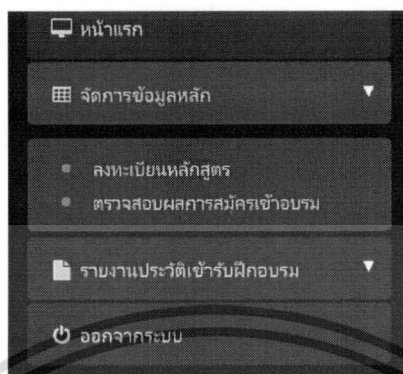 หน้าแรก
จัดการข้อมูลหลัก
ลงทะเบียนหลักสูตร
ตรวจสอบผลการสมัครเข้าอบรม
รายงานประวัติเข้ารับฝึกอบรม
ออกจากระบบ